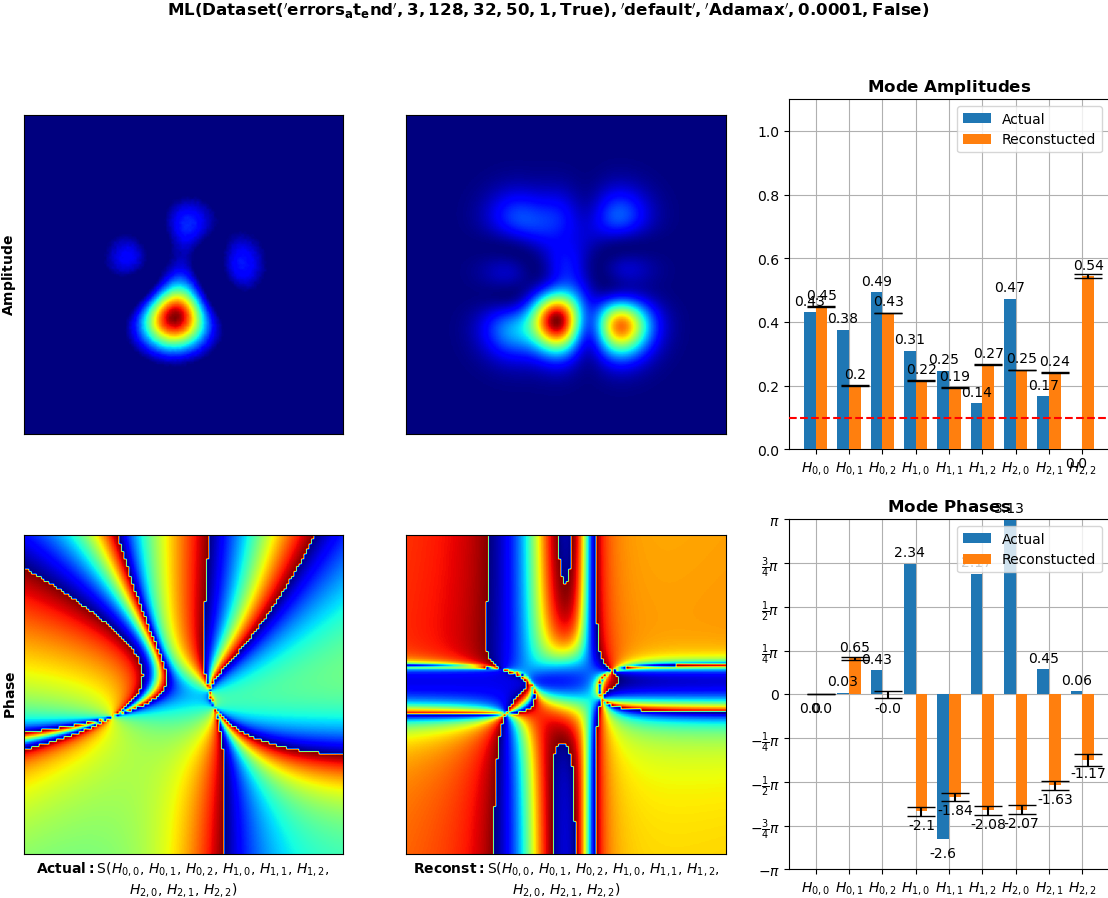 ML(Dataset('errors_at_end', 3, 128, 32, 50, 1, True), 'default', 'Adamax', 0.0001, False)
Amplitude
Mode Amplitudes
Actual
Reconstucted
1.0
0.8
0.6
0.4
0.2
0.0
0.43 0.45 0.38 0.2 0.49 0.43 0.31 0.22 0.25 0.19 0.14 0.27 0.47 0.25 0.17 0.24 0.0 0.54
H0,0 H0,1 H0,2 H1,0 H1,1 H1,2 H2,0 H2,1 H2,2
Phase
Actual: S(H0,0, H0,1, H0,2, H1,0, H1,1, H1,2,
H2,0, H2,1, H2,2)
Reconst: S(H0,0, H0,1, H0,2, H1,0, H1,1, H1,2,
H2,0, H2,1, H2,2)
Mode Phases
Actual
Reconstucted
π
3/4π
1/2π
1/4π
0
−1/4π
−1/2π
−3/4π
−π
0.0 0.0 0.03 0.65 0.43 -0.0 2.34 -2.1 -2.6 -1.84 -2.08 3.13 -2.07 0.45 -1.63 0.06 -1.17
H0,0 H0,1 H0,2 H1,0 H1,1 H1,2 H2,0 H2,1 H2,2